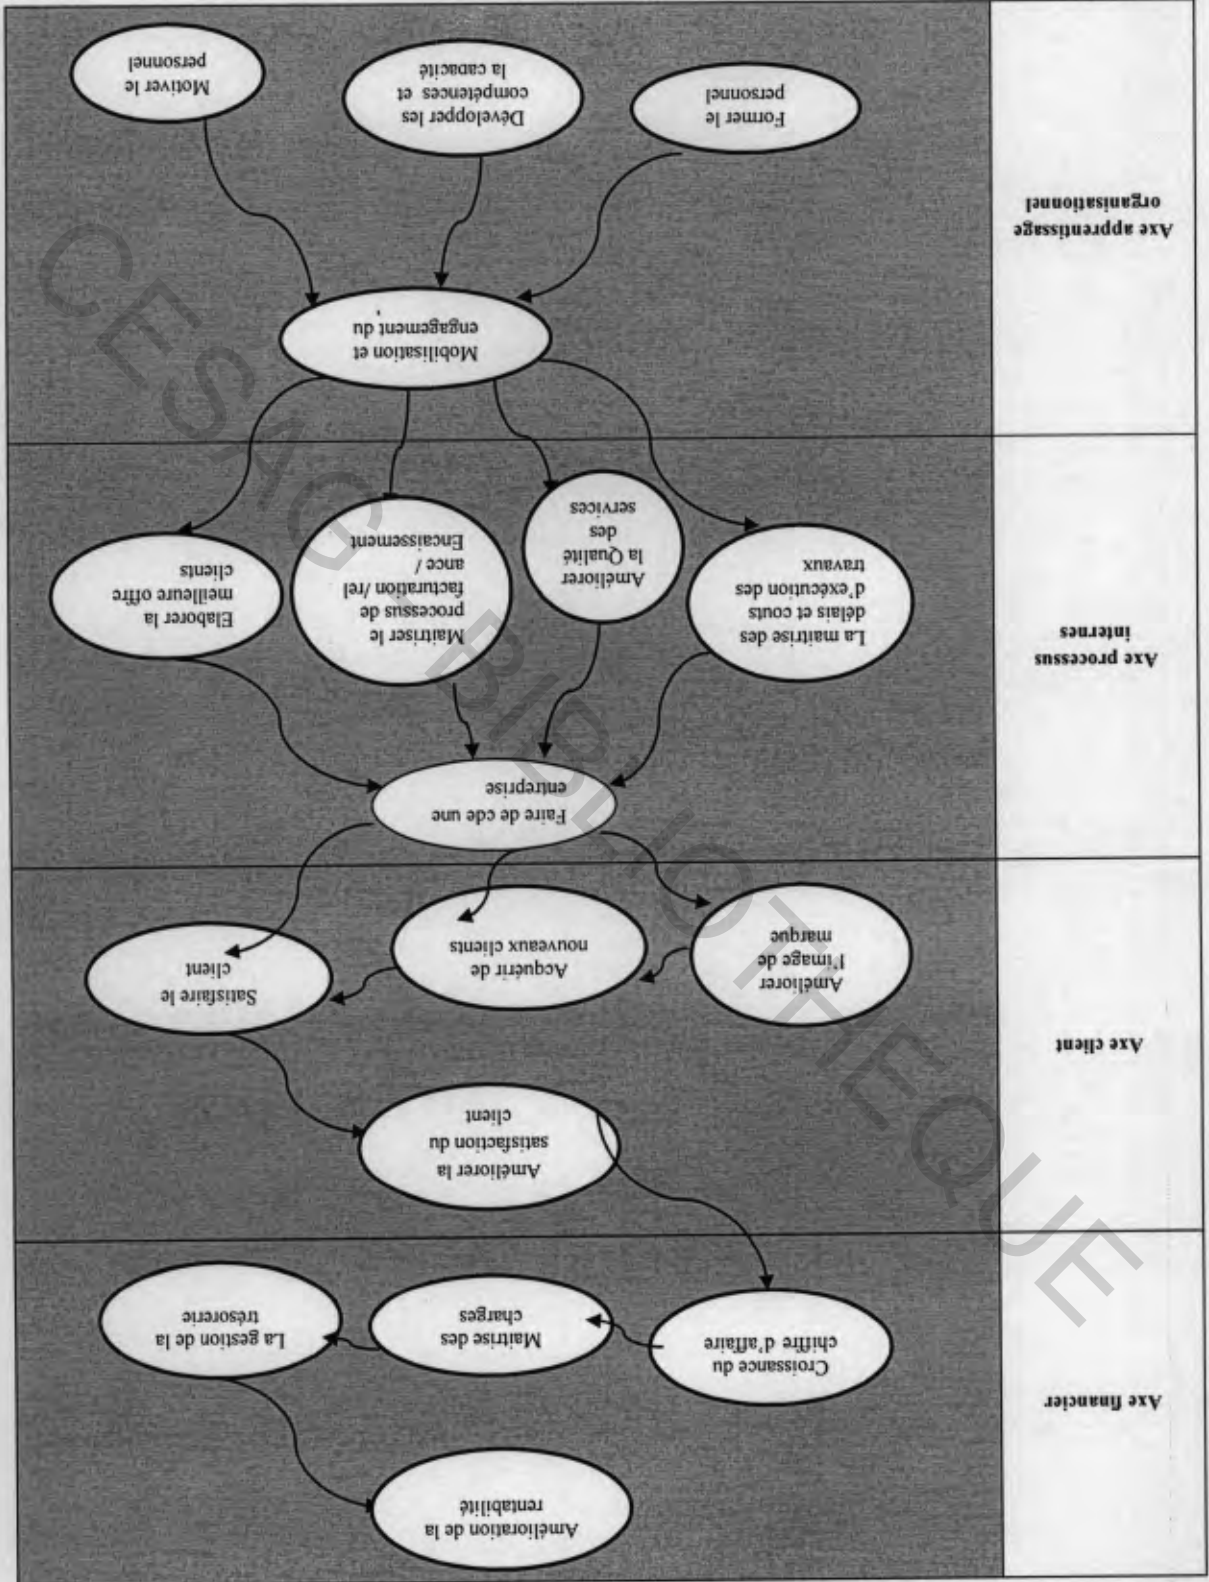 Axe financier
Amélioration de la
rentabilité
Croissance du
chiffre d'affaire
Maitrise des
charges
La gestion de la
trésorerie
Axe client
Améliorer la
satisfaction du
client
Améliorer
l'image de
marque
Acquérir de
nouveaux clients
Satisfaire le
client
Axe processus
internes
Faire de cde une
entreprise
La maitrise des
délais et couts
d'exécution des
travaux
Améliorer
la Qualité
des
services
Maitriser le
processus de
facturation /rel
ance /
Encaissement
Elaborer la
meilleure offre
clients
Axe apprentissage
organisationnel
Mobilisation et
engagement du
Former le
personnel
Développer les
compétences et
la capacité
Motiver le
personnel
CESAG - BIBLIOTHEQUE